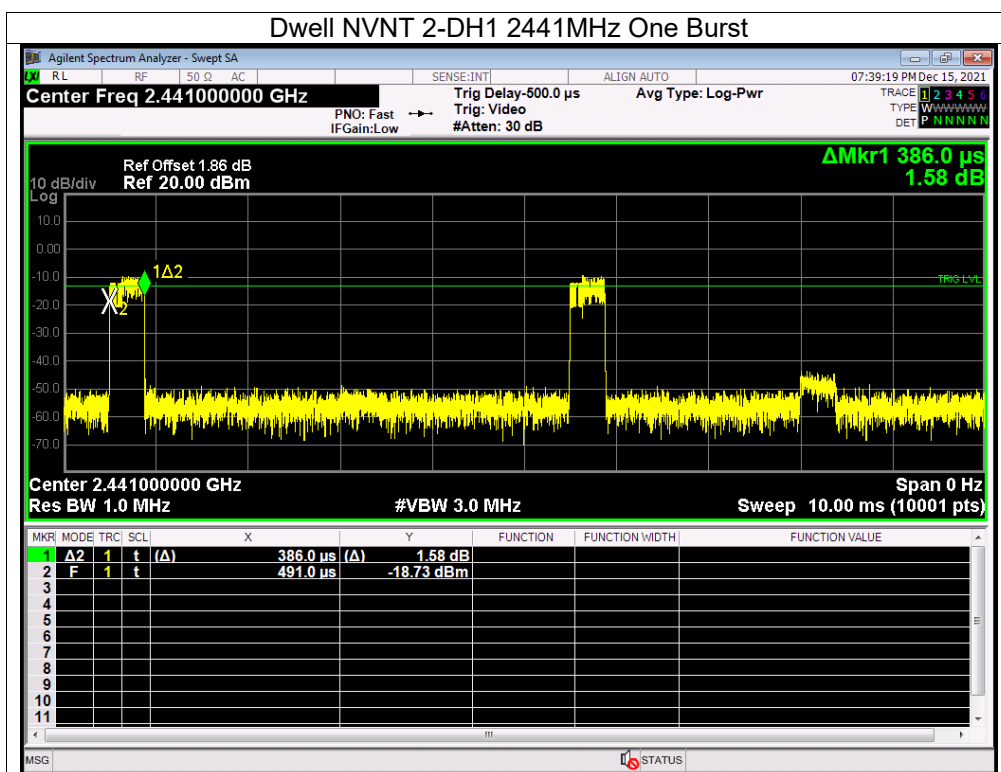 Dwell NVNT 2-DH1 2441MHz One Burst
Agilent Spectrum Analyzer - Swept SA
LXI RL RF 50 Ω AC SENSE:INT ALIGN AUTO 07:39:19 PM Dec 15, 2021
Center Freq 2.441000000 GHz Trig Delay-500.0 µs Avg Type: Log-Pwr TRACE 1 2 3 4 5 6
PNO: Fast Trig: Video TYPE WWWWWW
IFGain:Low #Atten: 30 dB DET P N N N N N
ΔMkr1 386.0 µs
Ref Offset 1.86 dB
10 dB/div Ref 20.00 dBm 1.58 dB
Log
10.0
0.00
-10.0 1Δ2 TRIG LVL
-20.0 X2
-30.0
-40.0
-50.0
-60.0
-70.0
Center 2.441000000 GHz Span 0 Hz
Res BW 1.0 MHz #VBW 3.0 MHz Sweep 10.00 ms (10001 pts)
MKR MODE TRC SCL X Y FUNCTION FUNCTION WIDTH FUNCTION VALUE
1 Δ2 1 t (Δ) 386.0 µs (Δ) 1.58 dB
2 F 1 t 491.0 µs -18.73 dBm
3
4
5
6
7
8
9
10
11
MSG STATUS